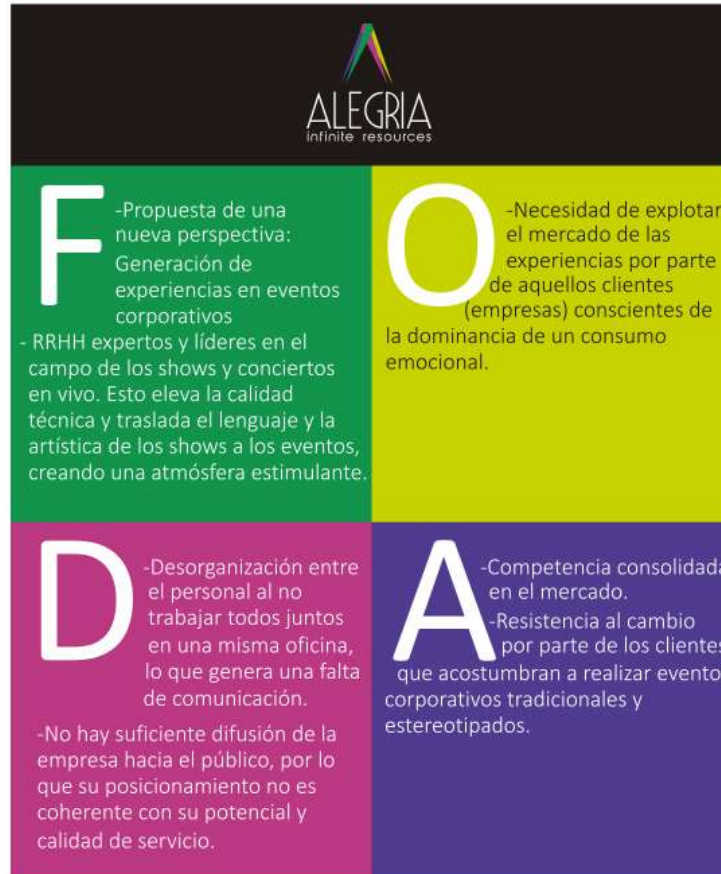 ALEGRIA
infinite resources
F
-Propuesta de una
nueva perspectiva:
Generación de
experiencias en eventos
corporativos
- RRHH expertos y líderes en el
campo de los shows y conciertos
en vivo. Esto eleva la calidad
técnica y traslada el lenguaje y la
artística de los shows a los eventos,
creando una atmósfera estimulante.
O
-Necesidad de explotar
el mercado de las
experiencias por parte
de aquellos clientes
(empresas) conscientes de
la dominancia de un consumo
emocional.
D
-Desorganización entre
el personal al no
trabajar todos juntos
en una misma oficina,
lo que genera una falta
de comunicación.
-No hay suficiente difusión de la
empresa hacia el público, por lo
que su posicionamiento no es
coherente con su potencial y
calidad de servicio.
A
-Competencia consolidada
en el mercado.
-Resistencia al cambio
por parte de los clientes
que acostumbran a realizar evento
corporativos tradicionales y
estereotipados.